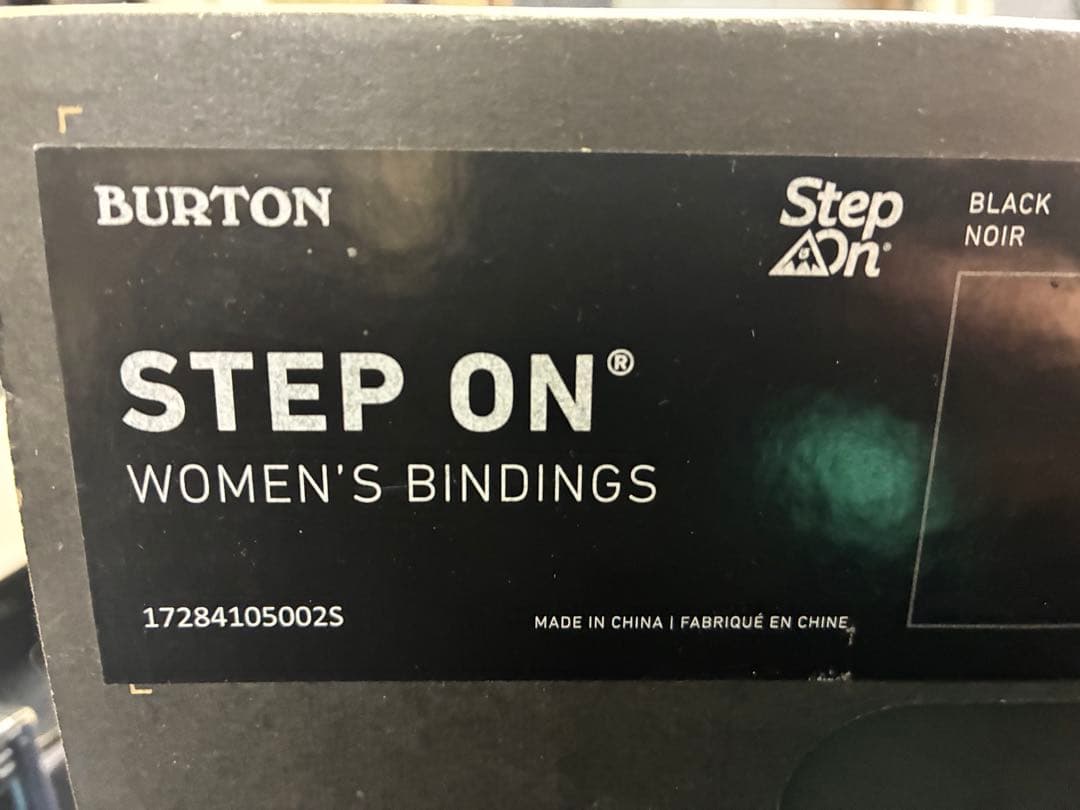 BURTON
Step
On
BLACK
NOIR
STEP ON®
WOMEN'S BINDINGS
17284105002S
MADE IN CHINA | FABRIQUÉ EN CHINE